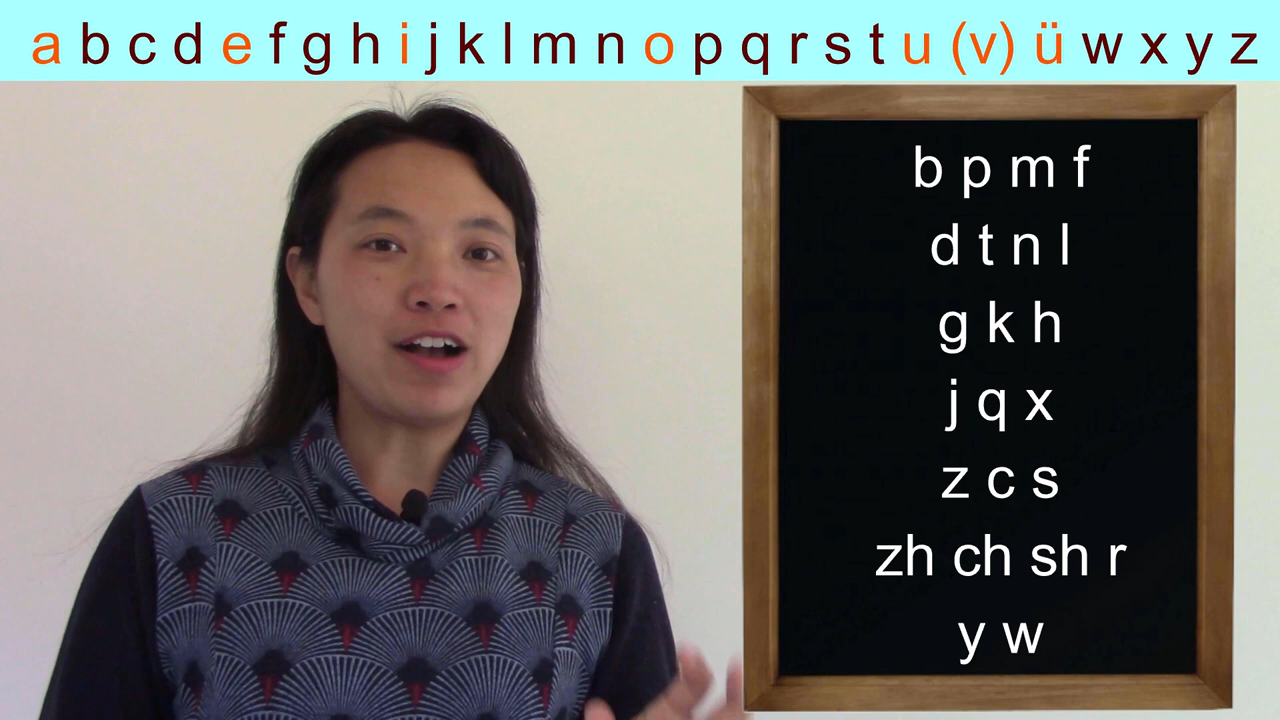 a b c d e f g h i j k l m n o p q r s t u (v) ü w x y z
b p m f
d t n l
g k h
j q x
z c s
zh ch sh r
y w